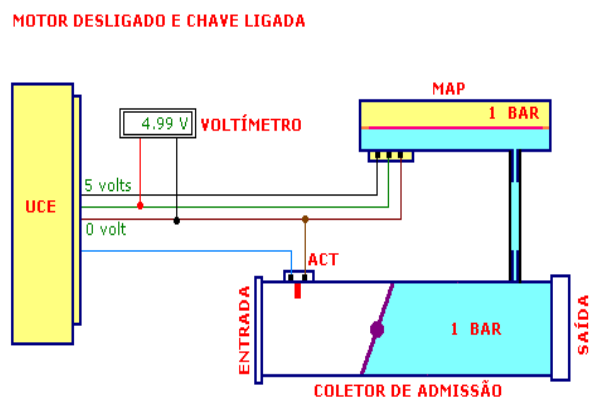 MOTOR DESLIGADO E CHAVE LIGADA
MAP
1 BAR
4.99 V
VOLTÍMETRO
5 volts
UCE
0 volt
ACT
ENTRADA
1 BAR
SAÍDA
COLETOR DE ADMISSÃO